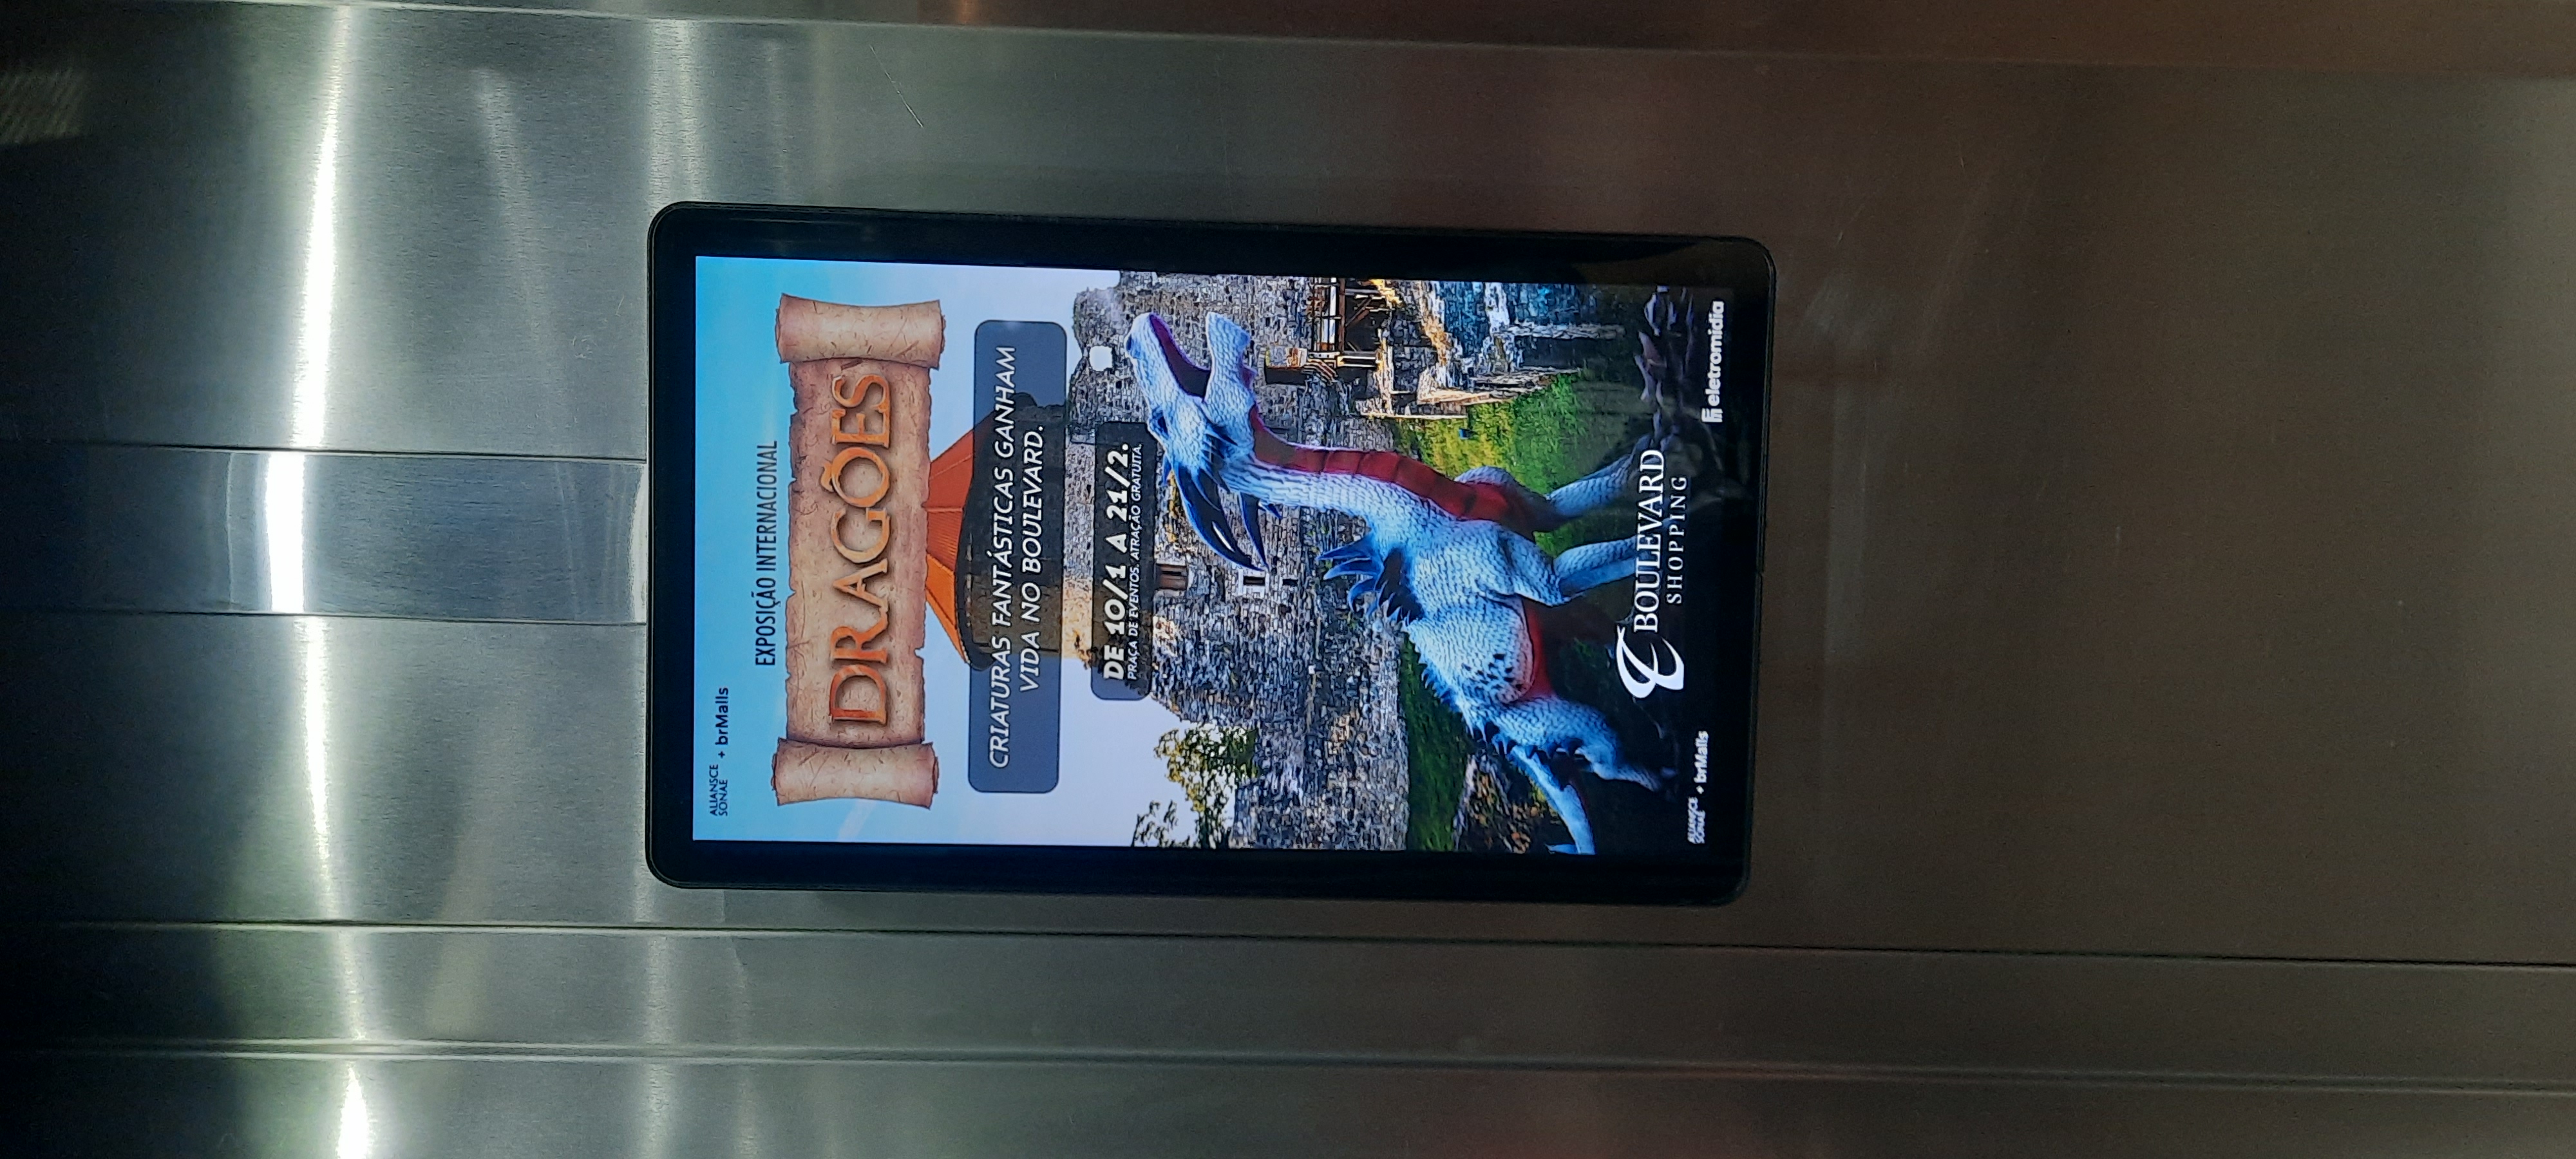 ALIANSCE
SONAE + brMalls
EXPOSIÇÃO INTERNACIONAL
DRAGÕES
CRIATURAS FANTÁSTICAS GANHAM
VIDA NO BOULEVARD.
DE 10/1 A 21/2.
PRAÇA DE EVENTOS. ATRAÇÃO GRATUITA.
BOULEVARD
SHOPPING
ALIANSCE
SONAE + brMalls
eletromidia